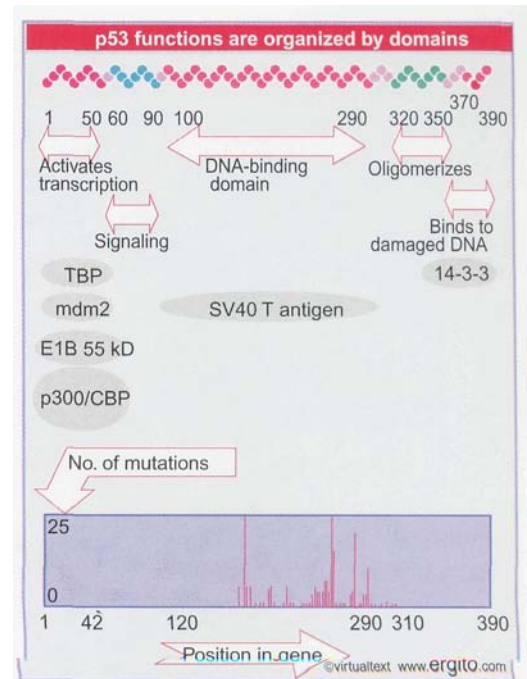 p53 functions are organized by domains
370
1 50 60 90 100 290 320 350 390
Activates transcription
DNA-binding domain
Oligomerizes
Signaling
Binds to damaged DNA
TBP
14-3-3
mdm2
SV40 T antigen
E1B 55 kD
p300/CBP
No. of mutations
25
0
1 42 120 290 310 390
Position in gene
©virtualtext www.ergito.com